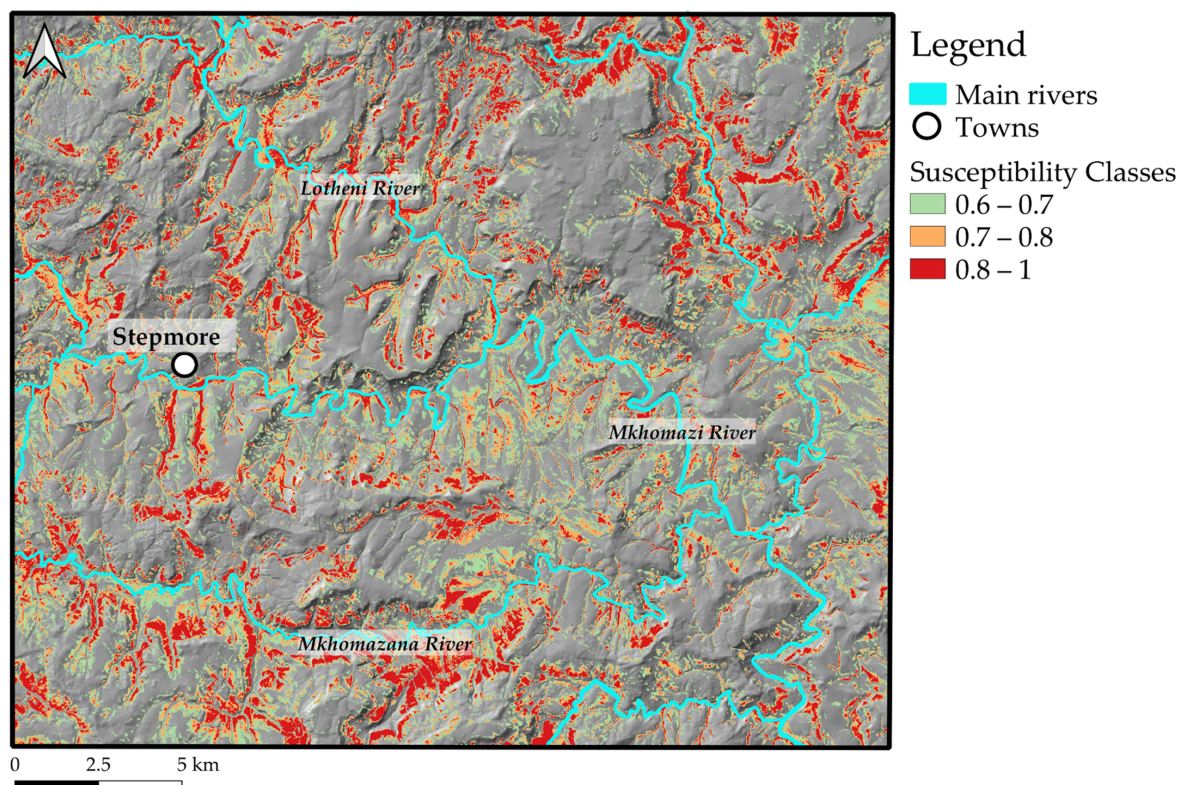 Legend
Main rivers
Towns
Susceptibility Classes
0.6 – 0.7
0.7 – 0.8
0.8 – 1
Lotheni River
Stepmore
Mkhomazi River
Mkhomazana River
0 2.5 5 km